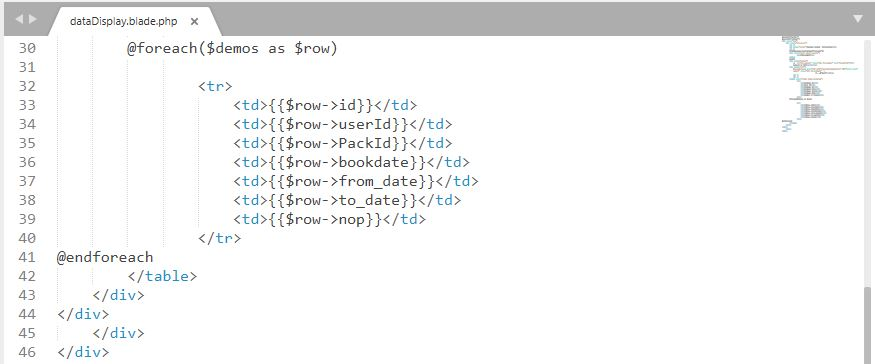 dataDisplay.blade.php ×
30 @foreach($demos as $row)
31
32 <tr>
33 <td>{{$row->id}}</td>
34 <td>{{$row->userId}}</td>
35 <td>{{$row->PackId}}</td>
36 <td>{{$row->bookdate}}</td>
37 <td>{{$row->from_date}}</td>
38 <td>{{$row->to_date}}</td>
39 <td>{{$row->nop}}</td>
40 </tr>
41 @endforeach
42 </table>
43 </div>
44 </div>
45 </div>
46 </div>